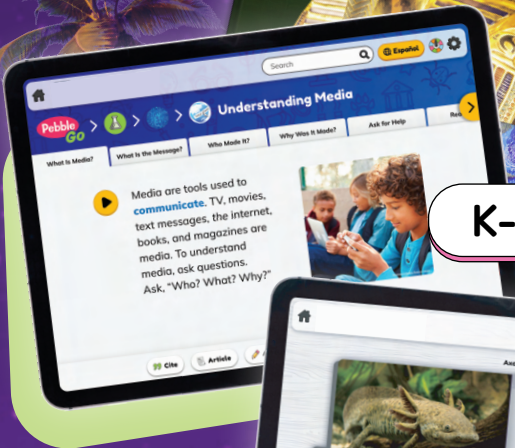 Search
Español
Pebble Go > > > Understanding Media
What Is Media?
What Is the Message?
Who Made It?
Why Was It Made?
Ask for Help
Media are tools used to
communicate. TV, movies,
text messages, the internet,
books, and magazines are
media. To understand
media, ask questions.
Ask, "Who? What? Why?"
Cite
Article
K-